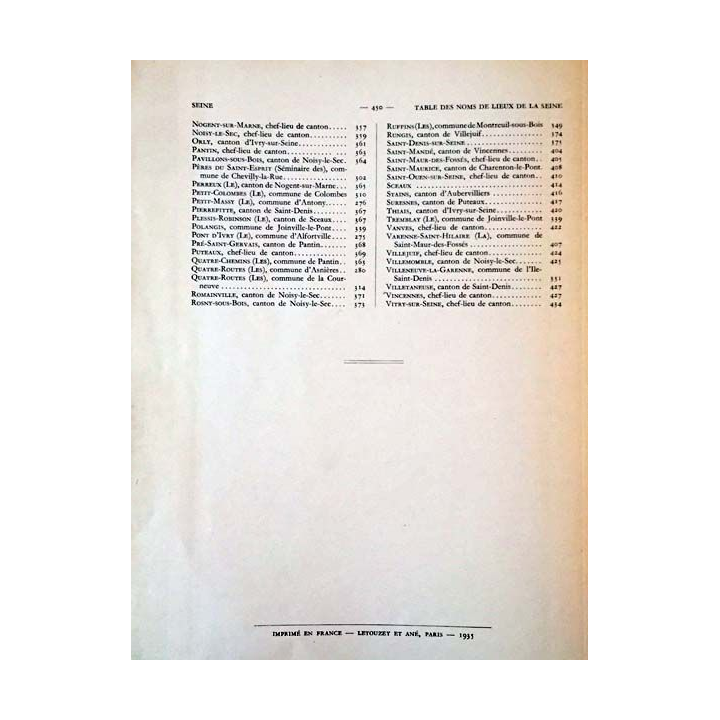 SEINE — 450 — TABLE DES NOMS DE LIEUX DE LA SEINE
NOGENT-SUR-MARNE, chef-lieu de canton..... 357
NOISY-LE-SEC, chef-lieu de canton........ 359
ORLY, canton d'Ivry-sur-Seine............ 361
PANTIN, chef-lieu de canton.............. 363
PAVILLONS-SOUS-BOIS, canton de Noisy-le-Sec. 364
PÈRES DU SAINT-ESPRIT (Séminaire des), com-
mune de Chevilly-la-Rue................ 502
PERREUX (LE), canton de Nogent-sur-Marne... 365
PETIT-COLOMBES (LE), commune de Colombes 510
PETIT-MASSY (LE), commune d'Antony..... 276
PIERREFITTE, canton de Saint-Denis........ 367
PLESSIS-ROBINSON (LE), canton de Sceaux... 367
POLANGIS, commune de Joinville-le-Pont.... 339
PONT D'IVRY (LE), commune d'Alfortville... 275
PRÉ-SAINT-GERVAIS, canton de Pantin...... 368
PUTEAUX, chef-lieu de canton............. 369
QUATRE-CHEMINS (LES), commune de Pantin.. 365
QUATRE-ROUTES (LES), commune d'Asnières.. 280
QUATRE-ROUTES (LES), commune de la Cour-
neuve................................ 314
ROMAINVILLE, canton de Noisy-le-Sec...... 371
ROSNY-SOUS-BOIS, canton de Noisy-le-Sec.... 373
RUFFINS (LES), commune de Montreuil-sous-Bois 349
RUNGIS, canton de Villejuif.............. 374
SAINT-DENIS-SUR-SEINE.................. 375
SAINT-MANDÉ, canton de Vincennes........ 404
SAINT-MAUR-DES-FOSSÉS, chef-lieu de canton.. 405
SAINT-MAURICE, canton de Charenton-le-Pont. 408
SAINT-OUEN-SUR-SEINE, chef-lieu de canton.. 410
SCEAUX............................... 414
STAINS, canton d'Aubervilliers............ 416
SURESNES, canton de Puteaux.............. 417
THIAIS, canton d'Ivry-sur-Seine........... 420
TREMBLAY (LE), commune de Joinville-le-Pont 339
VANVES, chef-lieu de canton.............. 422
VARENNE-SAINT-HILAIRE (LA), commune de
Saint-Maur-des-Fossés................. 407
VILLEJUIF, chef-lieu de canton............ 424
VILLEMOMBLE, canton de Noisy-le-Sec...... 425
VILLENEUVE-LA-GARENNE, commune de l'Ile-
Saint-Denis.......................... 331
VILLETANEUSE, canton de Saint-Denis...... 427
VINCENNES, chef-lieu de canton........... 427
VITRY-SUR-SEINE, chef-lieu de canton...... 434
IMPRIMÉ EN FRANCE — LETOUZEY ET ANÉ, PARIS — 1935